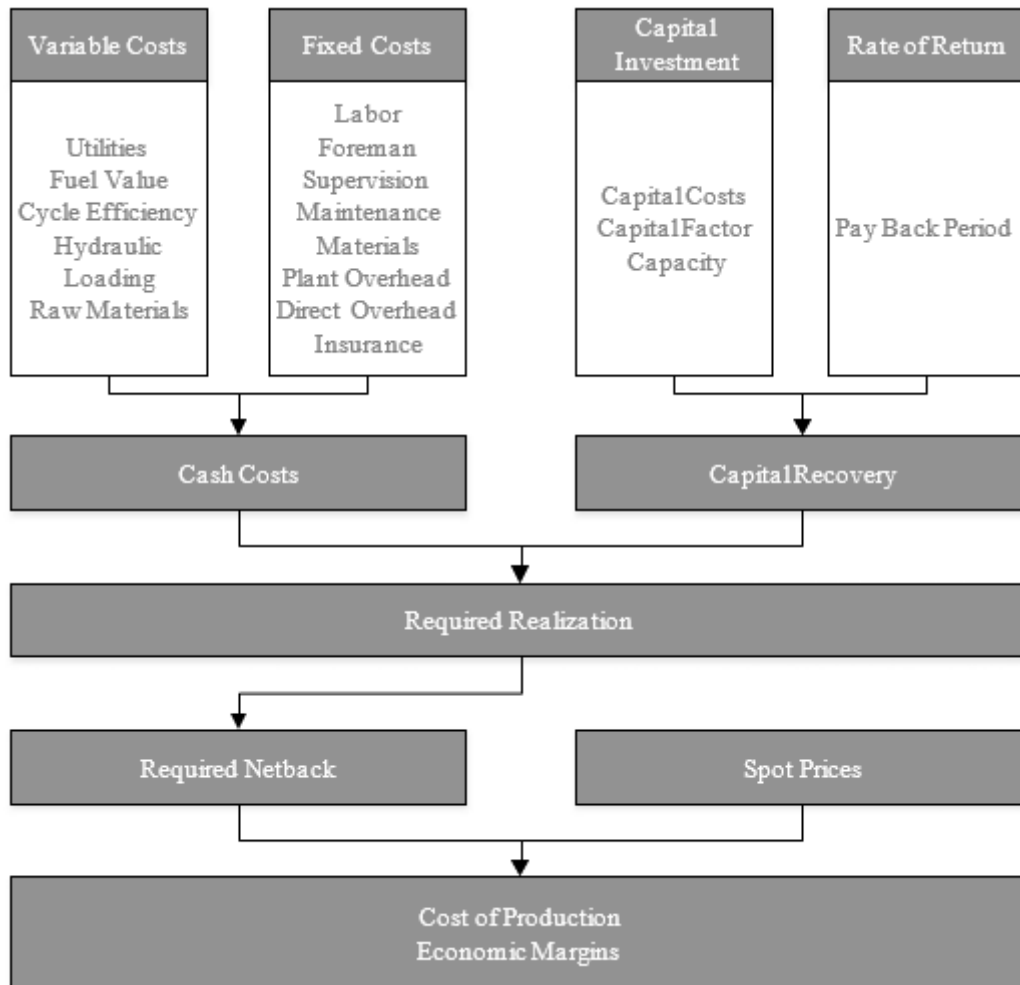 Variable Costs
Utilities
Fuel Value
Cycle Efficiency
Hydraulic
Loading
Raw Materials
Fixed Costs
Labor
Foreman
Supervision
Maintenance
Materials
Plant Overhead
Direct Overhead
Insurance
Capital
Investment
Capital Costs
Capital Factor
Capacity
Rate of Return
Pay Back Period
Cash Costs
Capital Recovery
Required Realization
Required Netback
Spot Prices
Cost of Production
Economic Margins